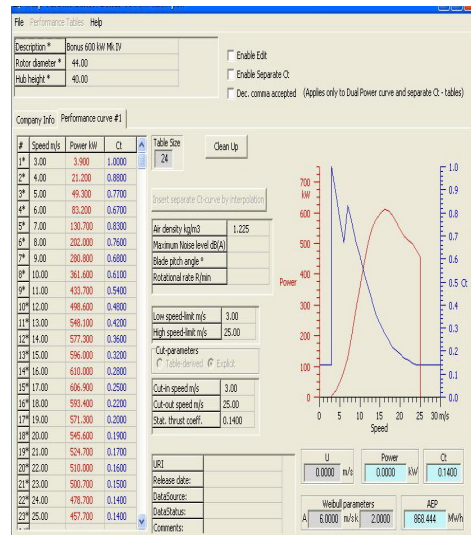 File Performance Tables Help
Description * Bonus 600 kW Mk IV
Rotor diameter * 44.00
Hub height * 40.00
Enable Edit
Enable Separate Ct
Dec. comma accepted (Applies only to Dual Power curve and separate Ct - tables)
Company Info Performance curve #1
# Speed m/s Power kW Ct
1* 3.00 3.900 1.0000
2* 4.00 21.200 0.8800
3* 5.00 49.300 0.7700
4* 6.00 83.200 0.6700
5* 7.00 130.700 0.8300
6* 8.00 202.000 0.7600
7* 9.00 280.800 0.6800
8* 10.00 361.600 0.6100
9* 11.00 433.700 0.5400
10* 12.00 498.600 0.4800
11* 13.00 548.100 0.4200
12* 14.00 577.300 0.3600
13* 15.00 596.000 0.3200
14* 16.00 610.000 0.2800
15* 17.00 606.900 0.2500
16* 18.00 593.400 0.2200
17* 19.00 571.300 0.2000
18* 20.00 545.600 0.1900
19* 21.00 524.700 0.1700
20* 22.00 510.000 0.1600
21* 23.00 500.700 0.1500
22* 24.00 478.700 0.1400
23* 25.00 457.700 0.1400
Table Size
24
Clean Up
Insert separate Ct-curve by interpolation
Air density kg/m3 1.225
Maximum Noise level dB(A)
Blade pitch angle *
Rotational rate R/min
Low speed-limit m/s 3.00
High speed-limit m/s 25.00
Cut-parameters
Table-derived Explicit
Cut-in speed m/s 3.00
Cut-out speed m/s 25.00
Stat. thrust coeff. 0.1400
URI
Release date:
DataSource:
DataStatus:
Comments:
700
kW
600
500
400
Power
300
200
100
0
1.0
0.9
0.8
0.7
0.6
0.5
Ct
0.4
0.3
0.2
0.1
0.0
0 5 10 15 20 25 30 m/s
Speed
U Power Ct
0.0000 m/s 0.0000 kW 0.1400
Weibull parameters AEP
A 6.0000 m/s k 2.0000 868.444 MWh